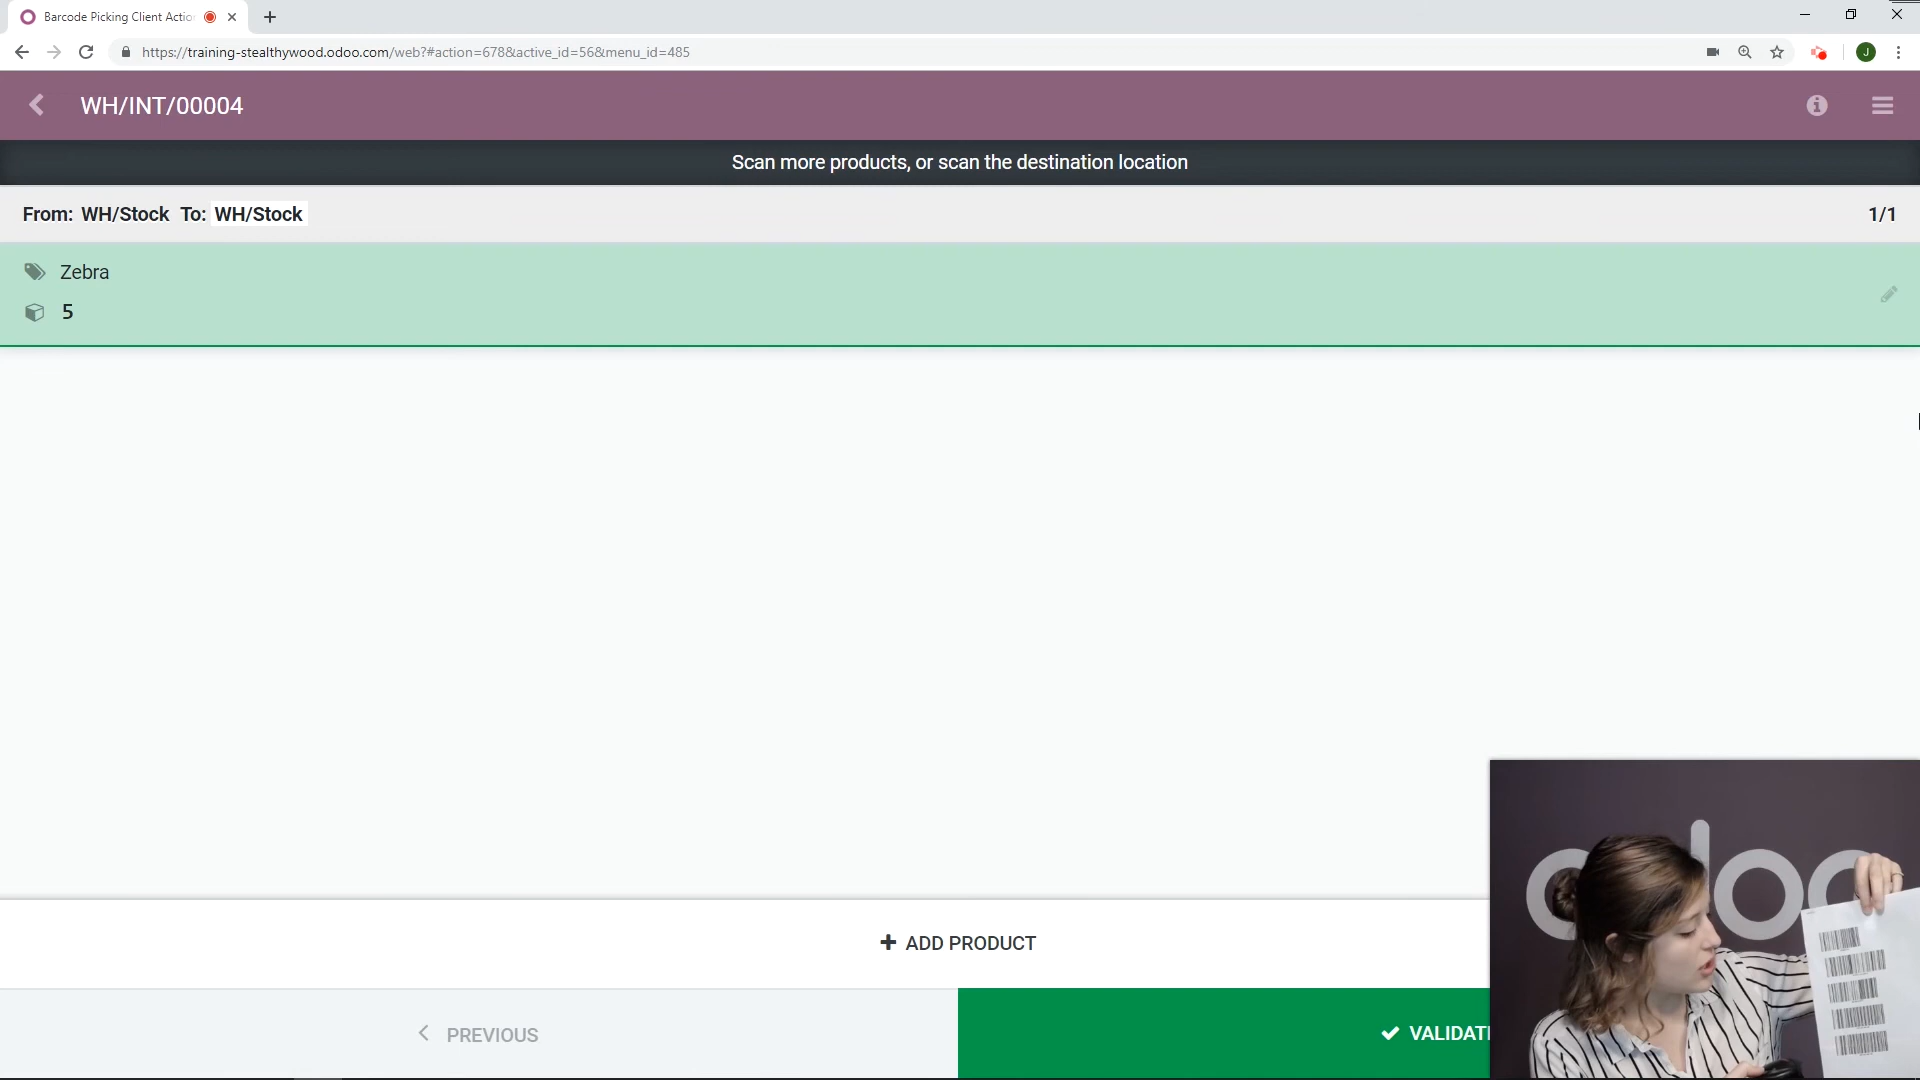 Barcode Picking Client Actio
https://training-stealthywood.odoo.com/web?#action=678&active_id=56&menu_id=485
J
WH/INT/00004
Scan more products, or scan the destination location
From: WH/Stock To: WH/Stock
1/1
Zebra
5
+ ADD PRODUCT
PREVIOUS
VALIDAT
odoo